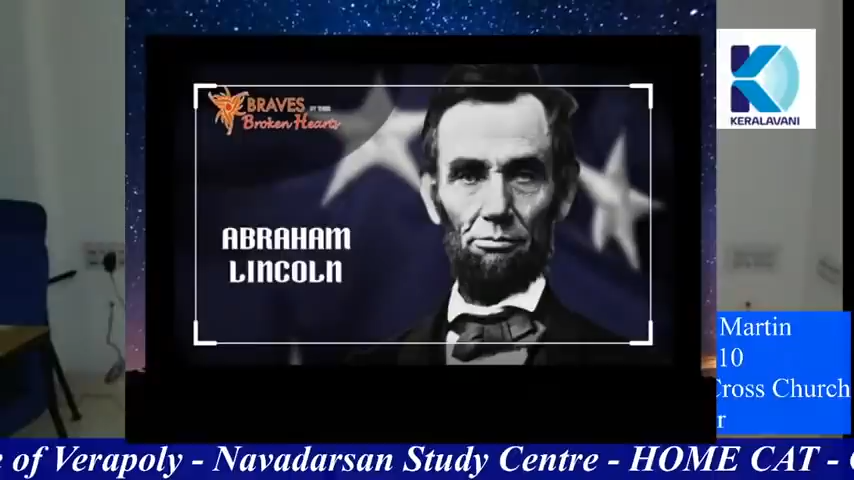 BRAVES
Broken Hearts
ABRAHAM
LINCOLN
KERALAVANI
Martin
10
Cross Church
r
e of Verapoly - Navadarsan Study Centre - HOME CAT -